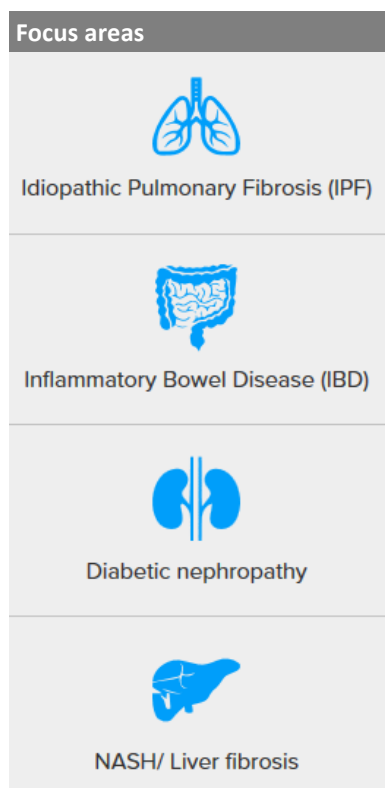 Focus areas
Idiopathic Pulmonary Fibrosis (IPF)
Inflammatory Bowel Disease (IBD)
Diabetic nephropathy
NASH/ Liver fibrosis